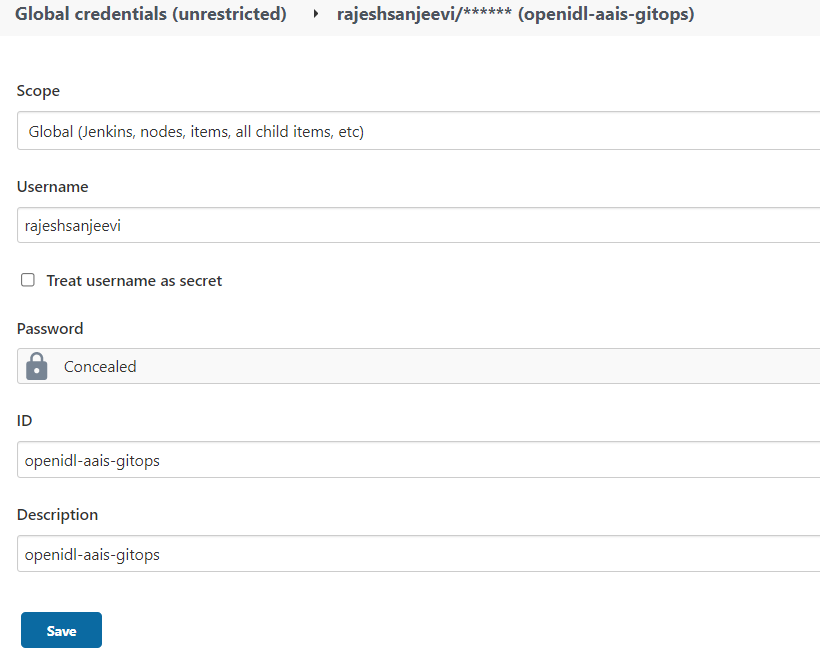 Global credentials (unrestricted) rajeshsanjeevi/****** (openidl-aais-gitops)
Scope
Global (Jenkins, nodes, items, all child items, etc)
Username
rajeshsanjeevi
Treat username as secret
Password
Concealed
ID
openidl-aais-gitops
Description
openidl-aais-gitops
Save